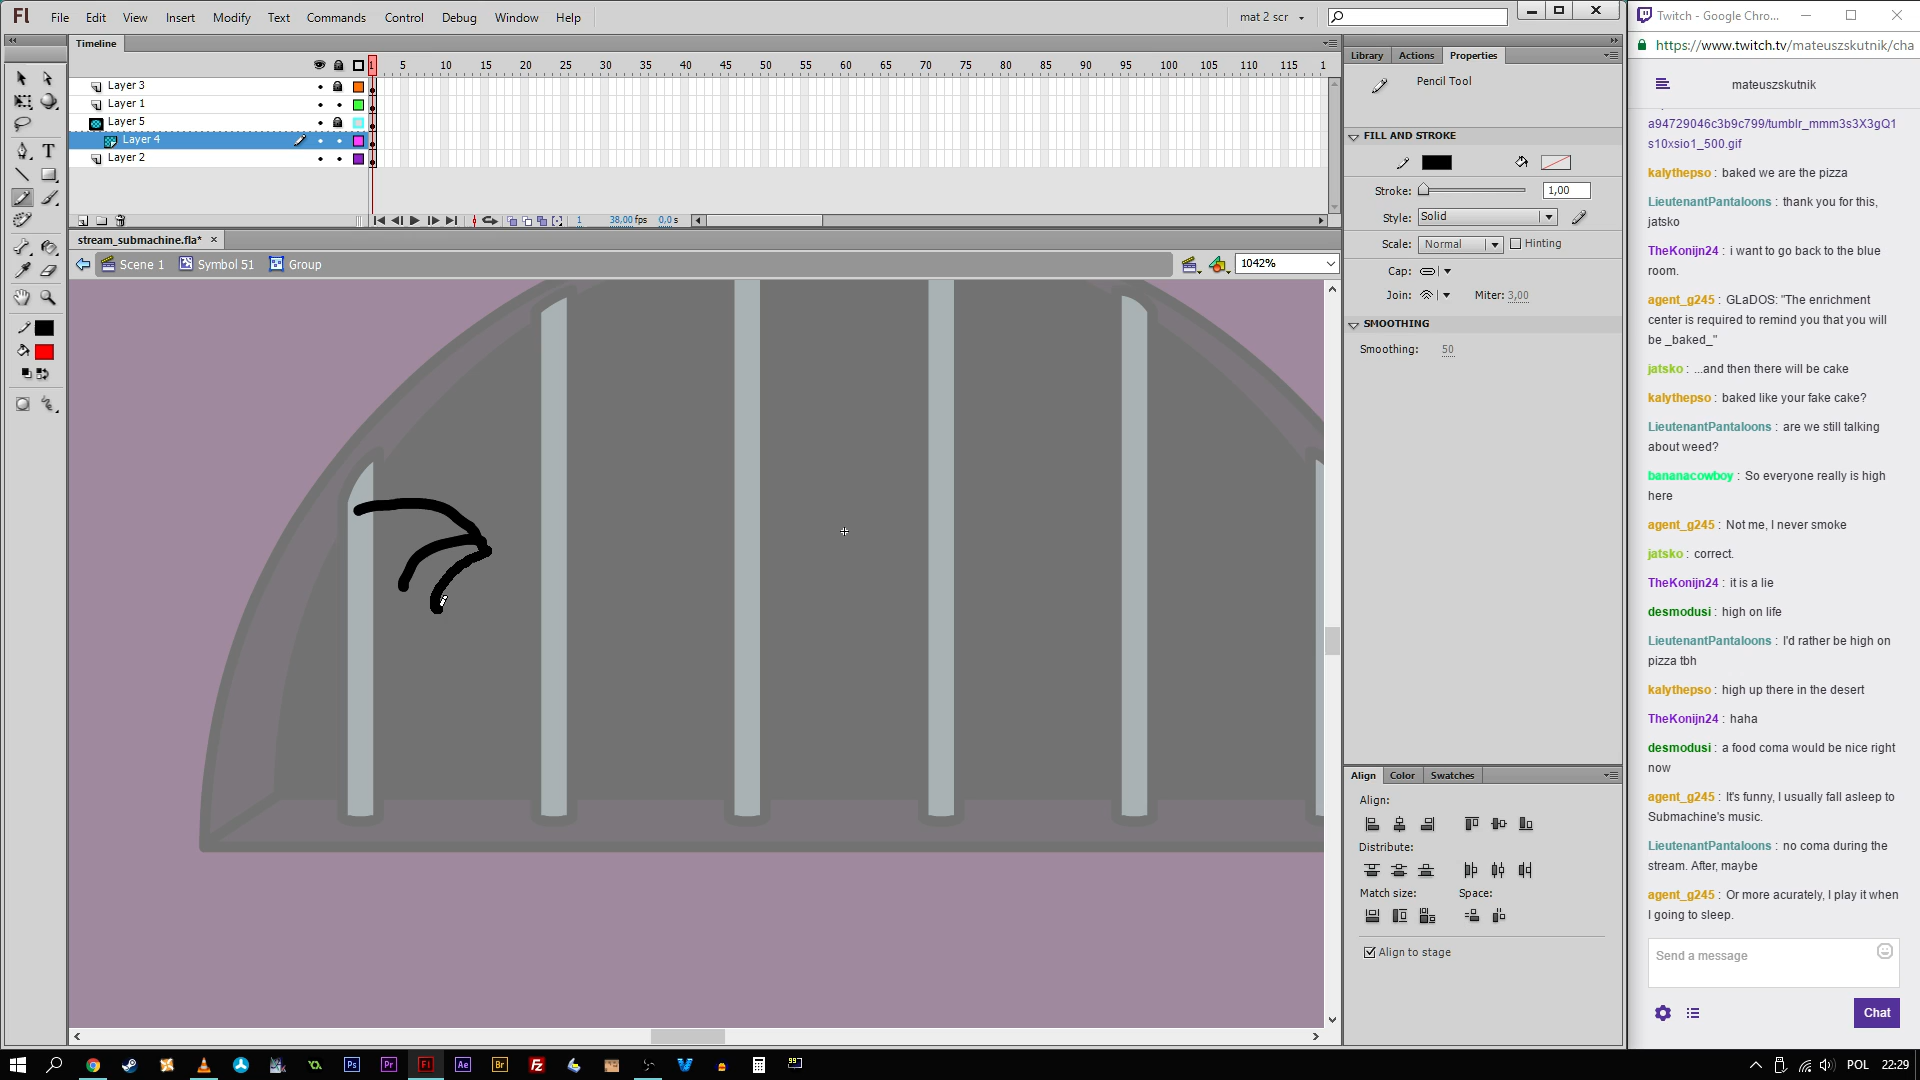 Fl File Edit View Insert Modify Text Commands Control Debug Window Help mat 2 scr
Timeline
1 5 10 15 20 25 30 35 40 45 50 55 60 65 70 75 80 85 90 95 100 105 110 115 1
Layer 3
Layer 1
Layer 5
Layer 4
Layer 2
1 38,00 fps 0,0 s
stream_submachine.fla* ×
Scene 1 Symbol 51 Group 1042%
Library Actions Properties
Pencil Tool
FILL AND STROKE
Stroke: 1,00
Style: Solid
Scale: Normal Hinting
Cap:
Join: Miter: 3,00
SMOOTHING
Smoothing: 50
Align Color Swatches
Align:
Distribute:
Match size: Space:
Align to stage
Twitch - Google Chro...
https://www.twitch.tv/mateuszskutnik/cha
mateuszskutnik
a94729046c3b9c799/tumblr_mmm3s3X3gQ1
s10xsio1_500.gif
kalythepso : baked we are the pizza
LieutenantPantaloons : thank you for this,
jatsko
TheKonijn24 : i want to go back to the blue
room.
agent_g245 : GLaDOS: "The enrichment
center is required to remind you that you will
be _baked_"
jatsko : ...and then there will be cake
kalythepso : baked like your fake cake?
LieutenantPantaloons : are we still talking
about weed?
bananacowboy : So everyone really is high
here
agent_g245 : Not me, I never smoke
jatsko : correct.
TheKonijn24 : it is a lie
desmodusi : high on life
LieutenantPantaloons : I'd rather be high on
pizza tbh
kalythepso : high up there in the desert
TheKonijn24 : haha
desmodusi : a food coma would be nice right
now
agent_g245 : It's funny, I usually fall asleep to
Submachine's music.
LieutenantPantaloons : no coma during the
stream. After, maybe
agent_g245 : Or more acurately, I play it when
I going to sleep.
Send a message
Chat
Ps Pr Fl Ae Br Fz POL 22:29